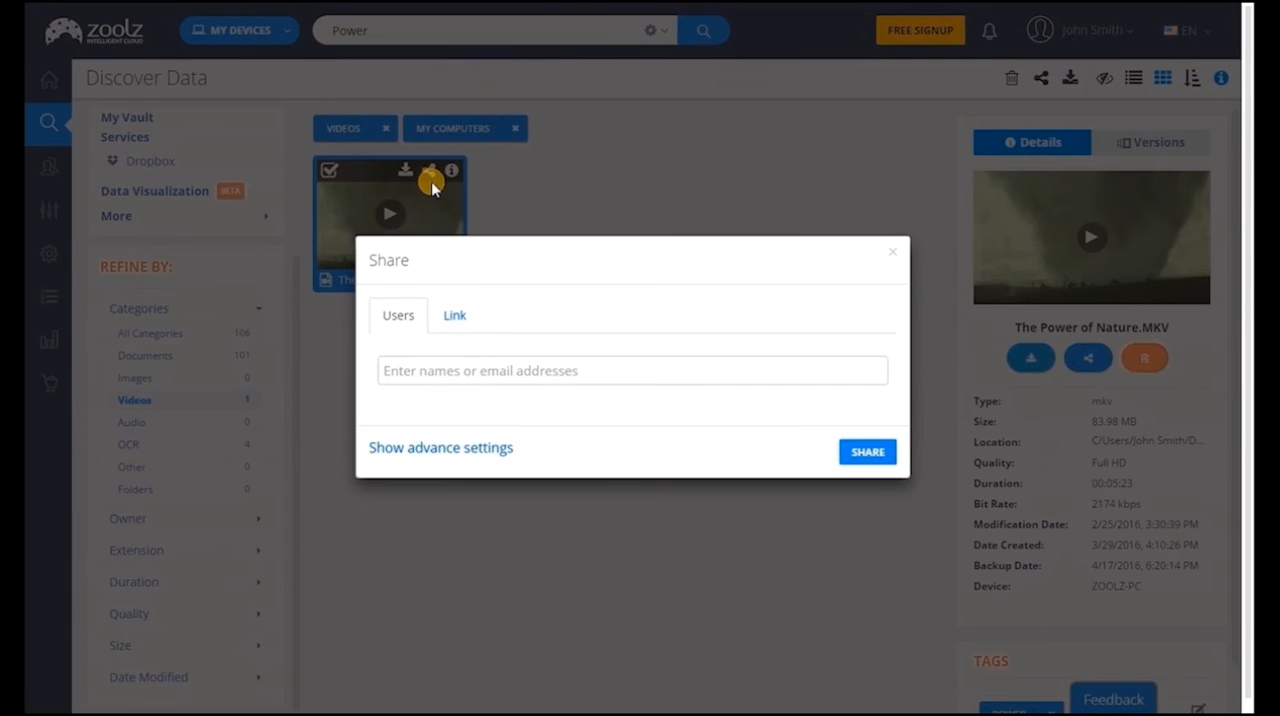 zoolz
INTELLIGENT CLOUD
MY DEVICES
Power
FREE SIGNUP
John Smith
EN
Discover Data
My Vault
Services
Dropbox
Data Visualization BETA
More
REFINE BY:
Categories
All Categories 106
Documents 101
Images 0
Videos 1
Audio 0
OCR 4
Other 0
Folders 0
Owner
Extension
Duration
Quality
Size
Date Modified
VIDEOS ×
MY COMPUTERS ×
Share ×
Users Link
Enter names or email addresses
Show advance settings
SHARE
Details Versions
The Power of Nature.MKV
Type: mkv
Size: 83.98 MB
Location: C/Users/John Smith/D...
Quality: Full HD
Duration: 00:05:23
Bit Rate: 2174 kbps
Modification Date: 2/25/2016, 3:30:39 PM
Date Created: 3/29/2016, 4:10:26 PM
Backup Date: 4/17/2016, 6:20:14 PM
Device: ZOOLZ-PC
TAGS
Feedback